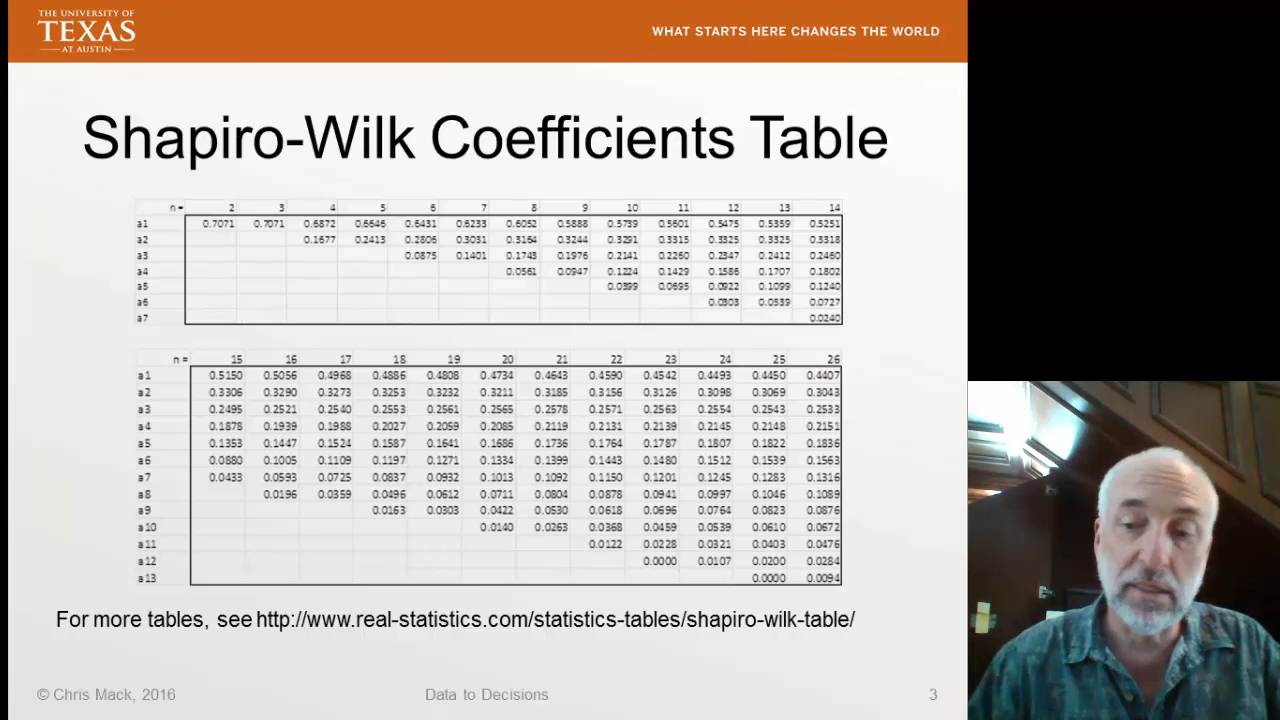 THE UNIVERSITY OF
TEXAS
AT AUSTIN
WHAT STARTS HERE CHANGES THE WORLD
Shapiro-Wilk Coefficients Table
n = 2 3 4 5 6 7 8 9 10 11 12 13 14
a1 0.7071 0.7071 0.6872 0.6646 0.6431 0.6233 0.6052 0.5888 0.5739 0.5601 0.5475 0.5359 0.5251
a2 0.1677 0.2413 0.2806 0.3031 0.3164 0.3244 0.3291 0.3315 0.3325 0.3325 0.3318
a3 0.0875 0.1401 0.1743 0.1976 0.2141 0.2260 0.2347 0.2412 0.2460
a4 0.0561 0.0947 0.1224 0.1429 0.1586 0.1707 0.1802
a5 0.0399 0.0695 0.0922 0.1099 0.1240
a6 0.0303 0.0539 0.0727
a7 0.0240
n = 15 16 17 18 19 20 21 22 23 24 25 26
a1 0.5150 0.5056 0.4968 0.4886 0.4808 0.4734 0.4643 0.4590 0.4542 0.4493 0.4450 0.4407
a2 0.3306 0.3290 0.3273 0.3253 0.3232 0.3211 0.3185 0.3156 0.3126 0.3098 0.3069 0.3043
a3 0.2495 0.2521 0.2540 0.2553 0.2561 0.2565 0.2578 0.2571 0.2563 0.2554 0.2543 0.2533
a4 0.1878 0.1939 0.1988 0.2027 0.2059 0.2085 0.2119 0.2131 0.2139 0.2145 0.2148 0.2151
a5 0.1353 0.1447 0.1524 0.1587 0.1641 0.1686 0.1736 0.1764 0.1787 0.1807 0.1822 0.1836
a6 0.0880 0.1005 0.1109 0.1197 0.1271 0.1334 0.1399 0.1443 0.1480 0.1512 0.1539 0.1563
a7 0.0433 0.0593 0.0725 0.0837 0.0932 0.1013 0.1092 0.1150 0.1201 0.1245 0.1283 0.1316
a8 0.0196 0.0359 0.0496 0.0612 0.0711 0.0804 0.0878 0.0941 0.0997 0.1046 0.1089
a9 0.0163 0.0303 0.0422 0.0530 0.0618 0.0696 0.0764 0.0823 0.0876
a10 0.0140 0.0263 0.0368 0.0459 0.0539 0.0610 0.0672
a11 0.0122 0.0228 0.0321 0.0403 0.0476
a12 0.0000 0.0107 0.0200 0.0284
a13 0.0000 0.0094
For more tables, see http://www.real-statistics.com/statistics-tables/shapiro-wilk-table/
© Chris Mack, 2016 Data to Decisions 3